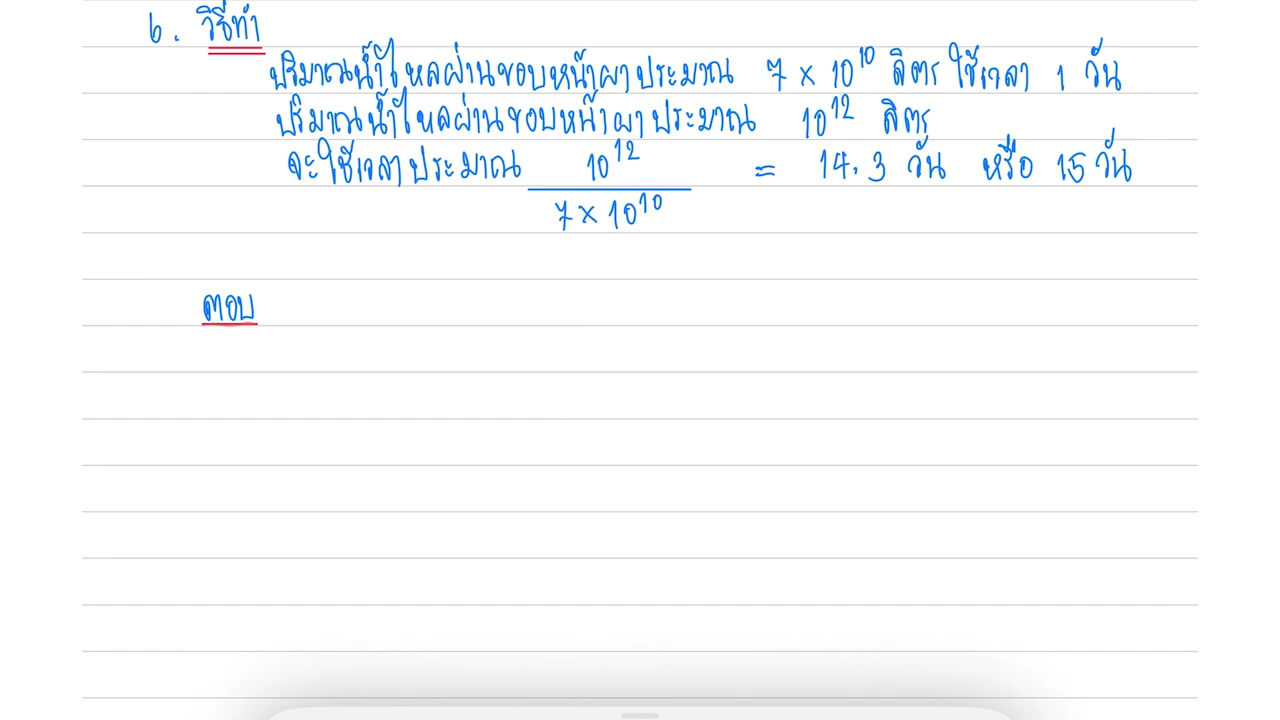 6. วิธีทำ
ปริมาณน้ำไหลผ่านขอบหน้าผาประมาณ 7 × 10¹⁰ ลิตร ใช้เวลา 1 วัน
ปริมาณน้ำไหลผ่านขอบหน้าผาประมาณ 10¹² ลิตร
จะใช้เวลาประมาณ 10¹² / 7 × 10¹⁰ = 14.3 วัน หรือ 15 วัน
ตอบ